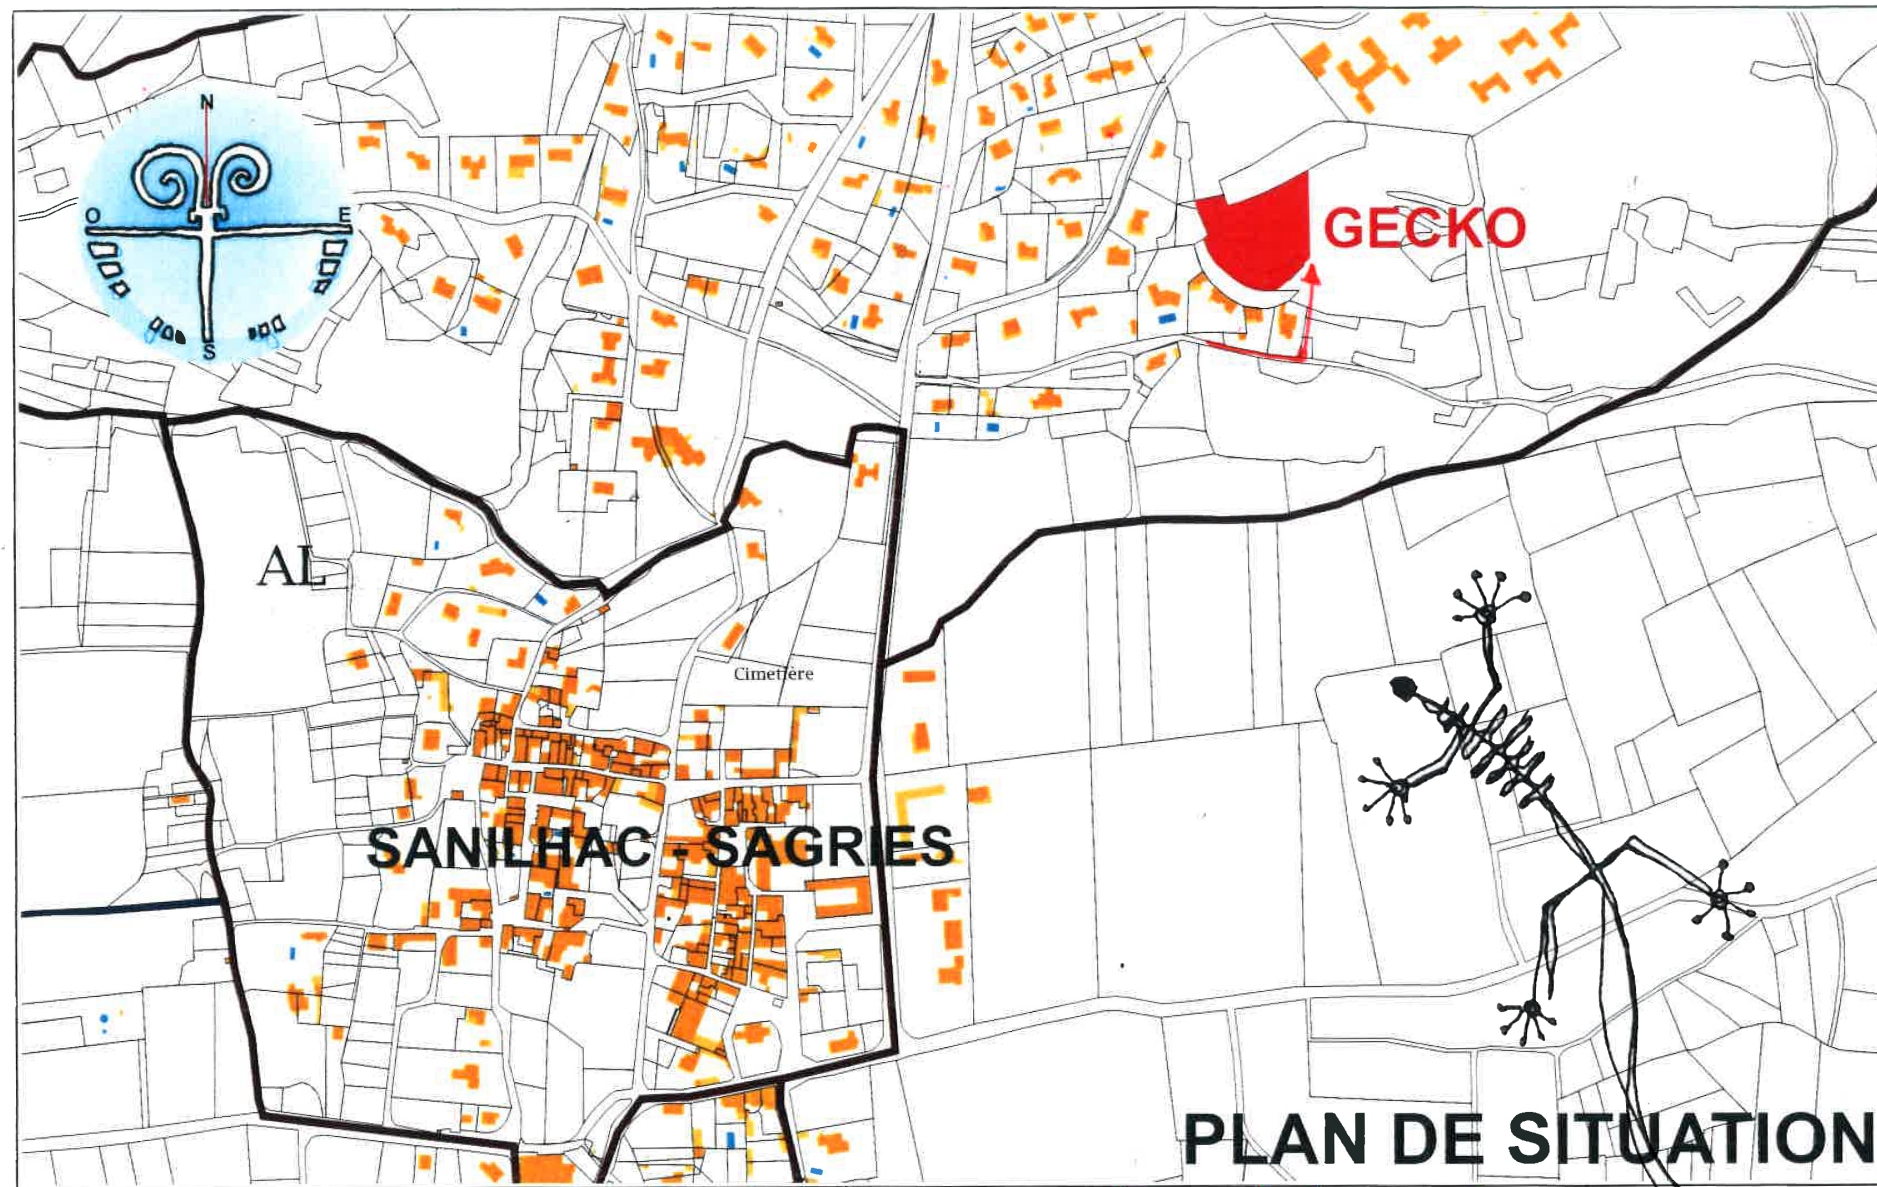 N
O E
S
GECKO
AL
Cimetière
SANILHAC - SAGRIES
PLAN DE SITUATION